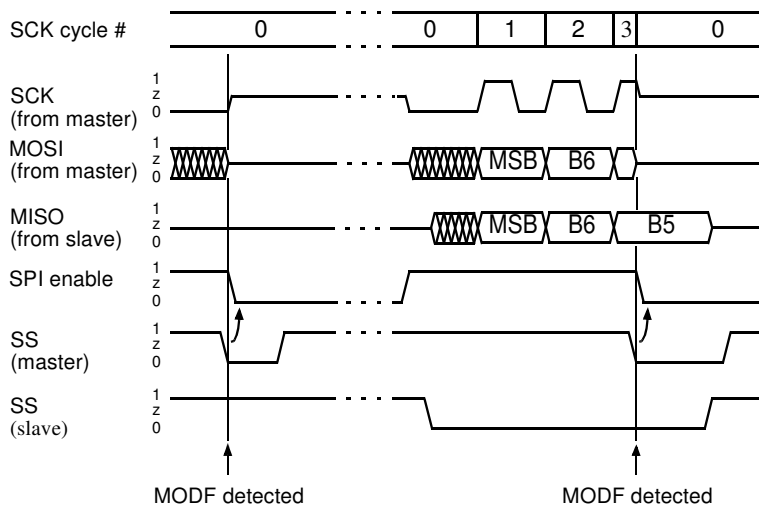 SCK cycle # 0 0 1 2 3 0
SCK
(from master)
1
z
0
MOSI
(from master)
1
z
0
MSB B6
MISO
(from slave)
1
z
0
MSB B6 B5
SPI enable
1
z
0
SS
(master)
1
z
0
SS
(slave)
1
z
0
MODF detected MODF detected